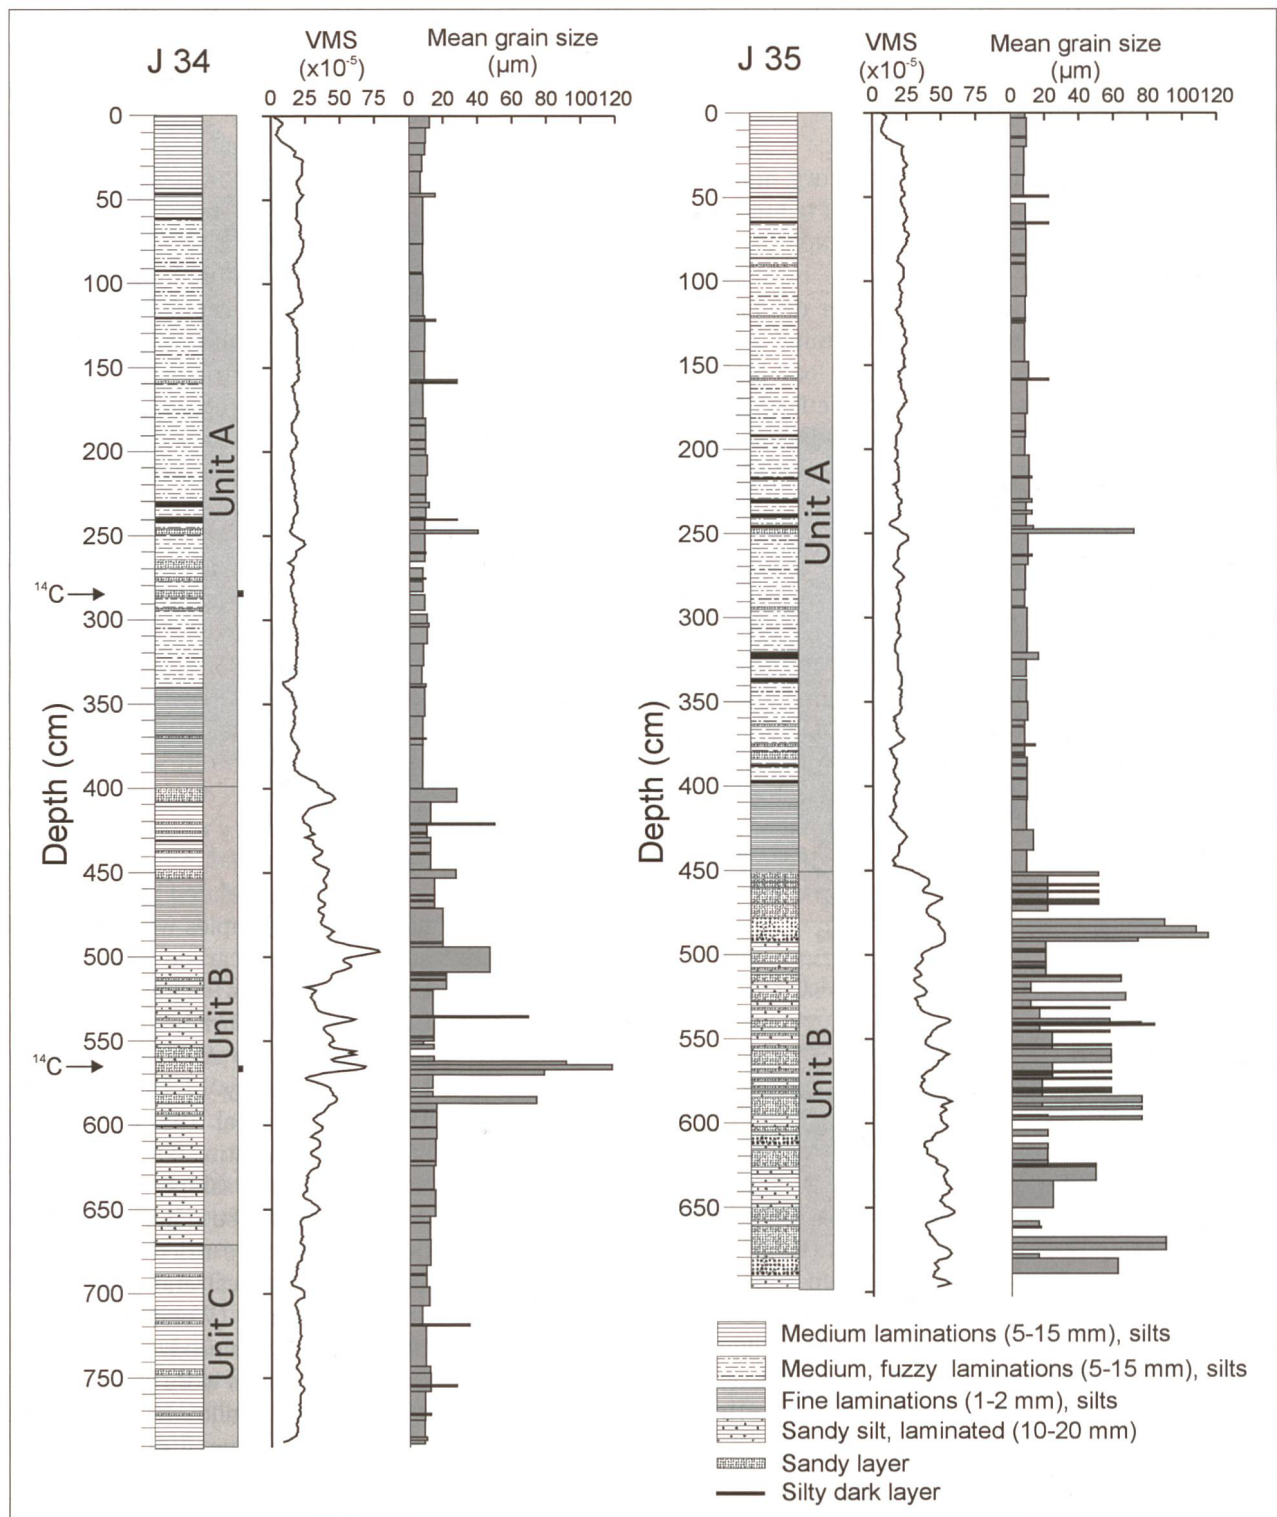 J 34
VMS
(x10-5)
0 25 50 75
Mean grain size
(µm)
0 20 40 60 80 100 120
0
50
100
150
200
250
300
350
400
450
500
550
600
650
700
750
Depth (cm)
14C
14C
Unit A
Unit B
Unit C
J 35
VMS
(x10-5)
0 25 50 75
Mean grain size
(µm)
0 20 40 60 80 100 120
0
50
100
150
200
250
300
350
400
450
500
550
600
650
Depth (cm)
Unit A
Unit B
Medium laminations (5-15 mm), silts
Medium, fuzzy laminations (5-15 mm), silts
Fine laminations (1-2 mm), silts
Sandy silt, laminated (10-20 mm)
Sandy layer
Silty dark layer